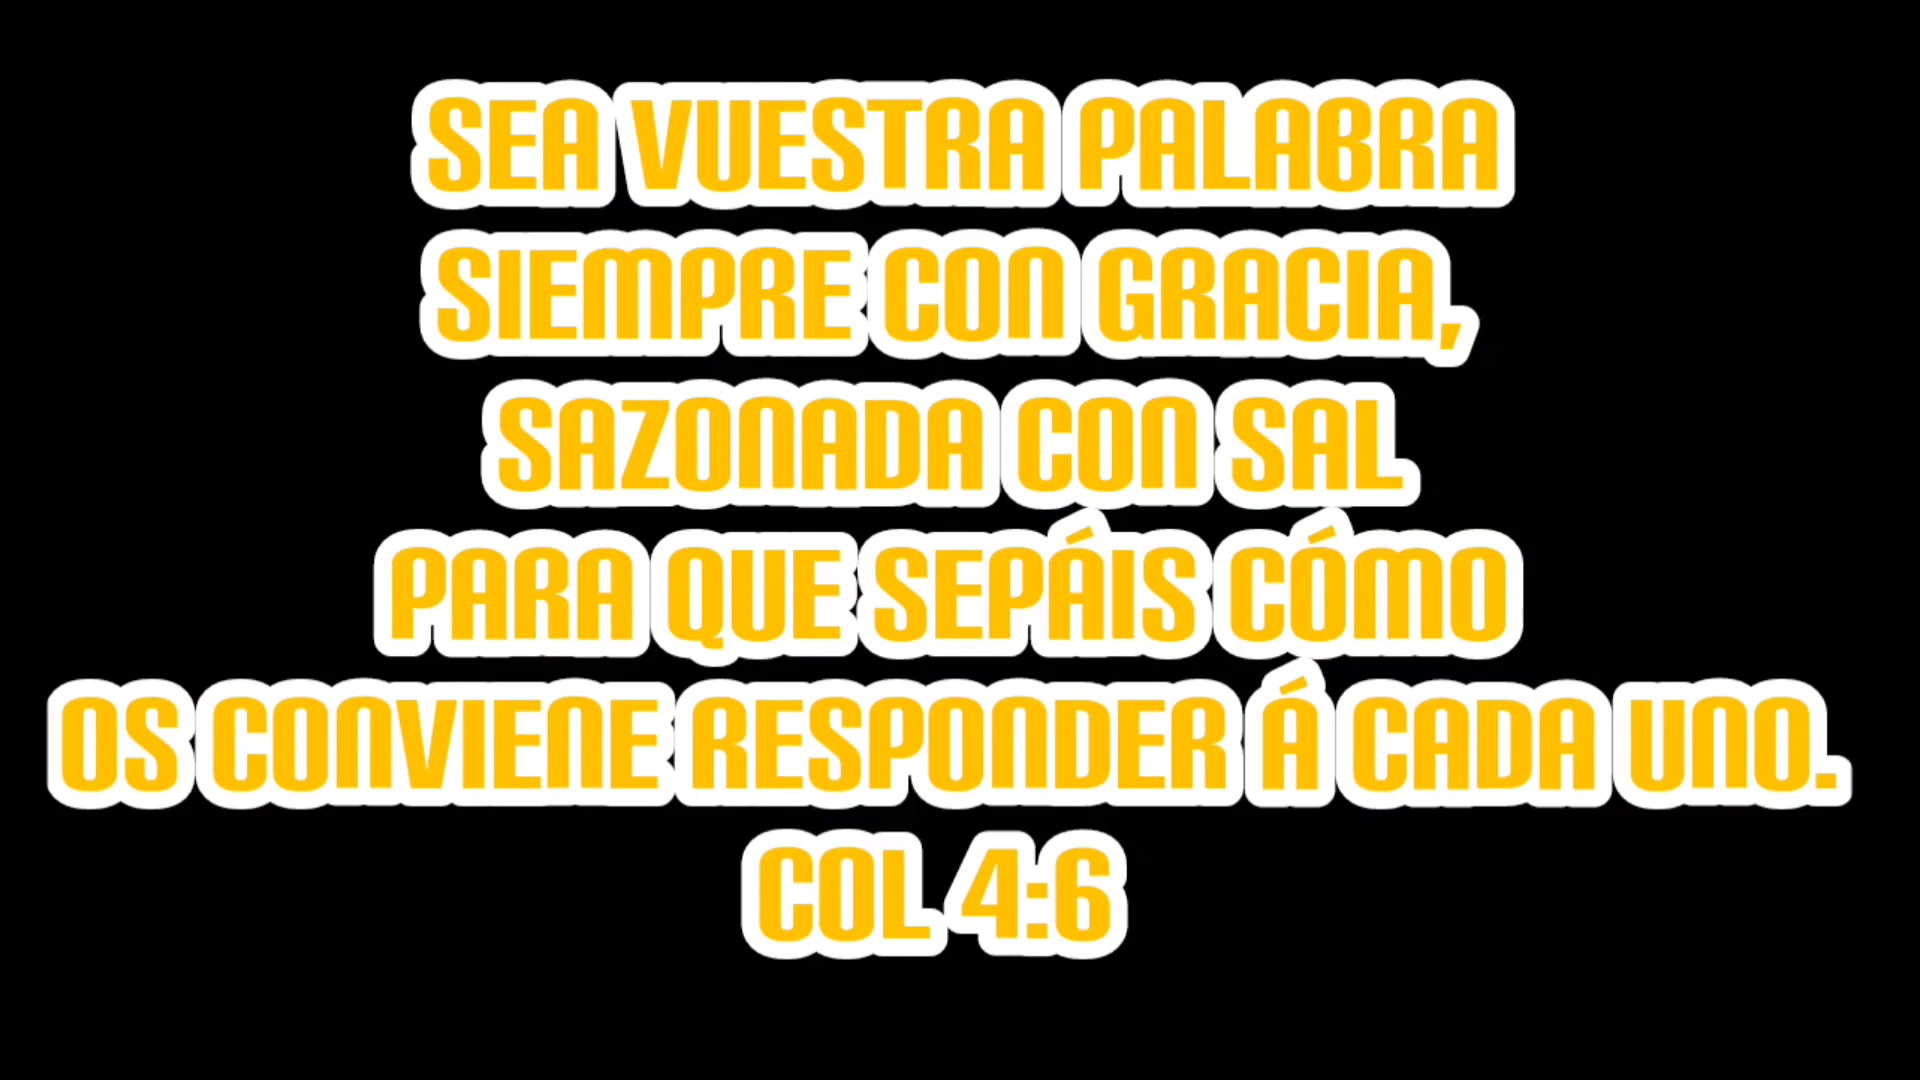 SEA VUESTRA PALABRA
SIEMPRE CON GRACIA,
SAZONADA CON SAL
PARA QUE SEPÁIS CÓMO
OS CONVIENE RESPONDER Á CADA UNO.
COL 4:6